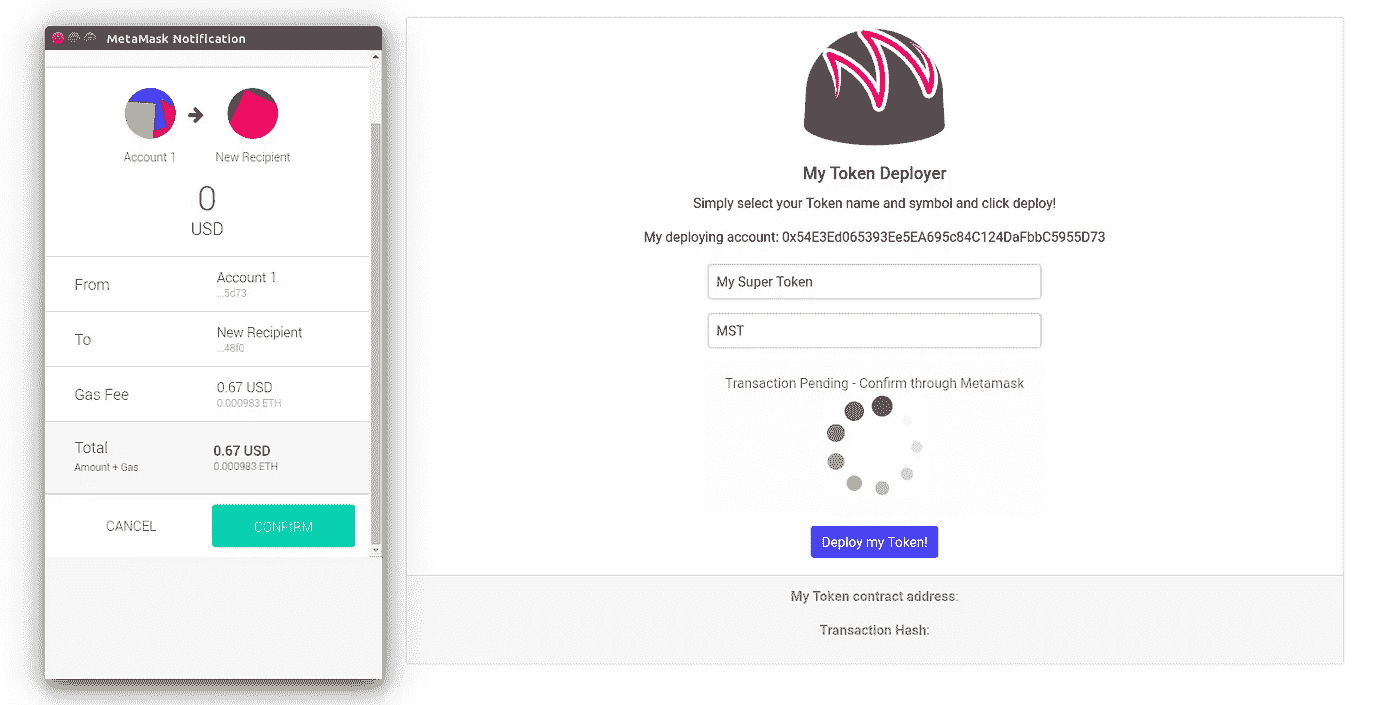 MetaMask Notification
Account 1
New Recipient
0
USD
From
Account 1
...5d73
To
New Recipient
...48f0
Gas Fee
0.67 USD
0.000983 ETH
Total
0.67 USD
Amount + Gas
0.000983 ETH
CANCEL
CONFIRM
My Token Deployer
Simply select your Token name and symbol and click deploy!
My deploying account: 0x54E3Ed065393Ee5EA695c84C124DaFbbC5955D73
My Super Token
MST
Transaction Pending - Confirm through Metamask
Deploy my Token!
My Token contract address:
Transaction Hash: